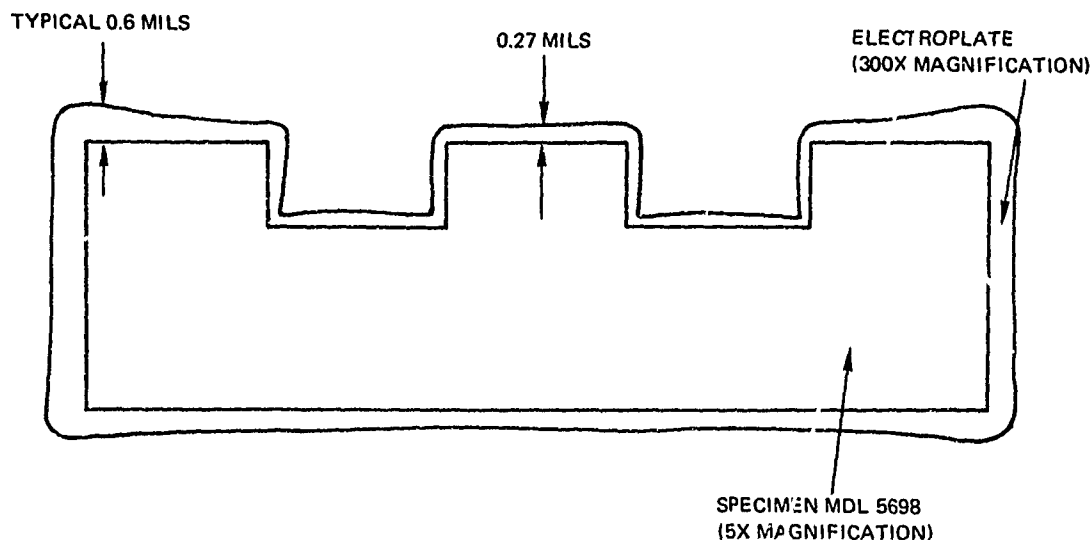 TYPICAL 0.6 MILS
0.27 MILS
ELECTROPLATE
(300X MAGNIFICATION)
SPECIMEN MDL 5698
(5X MAGNIFICATION)